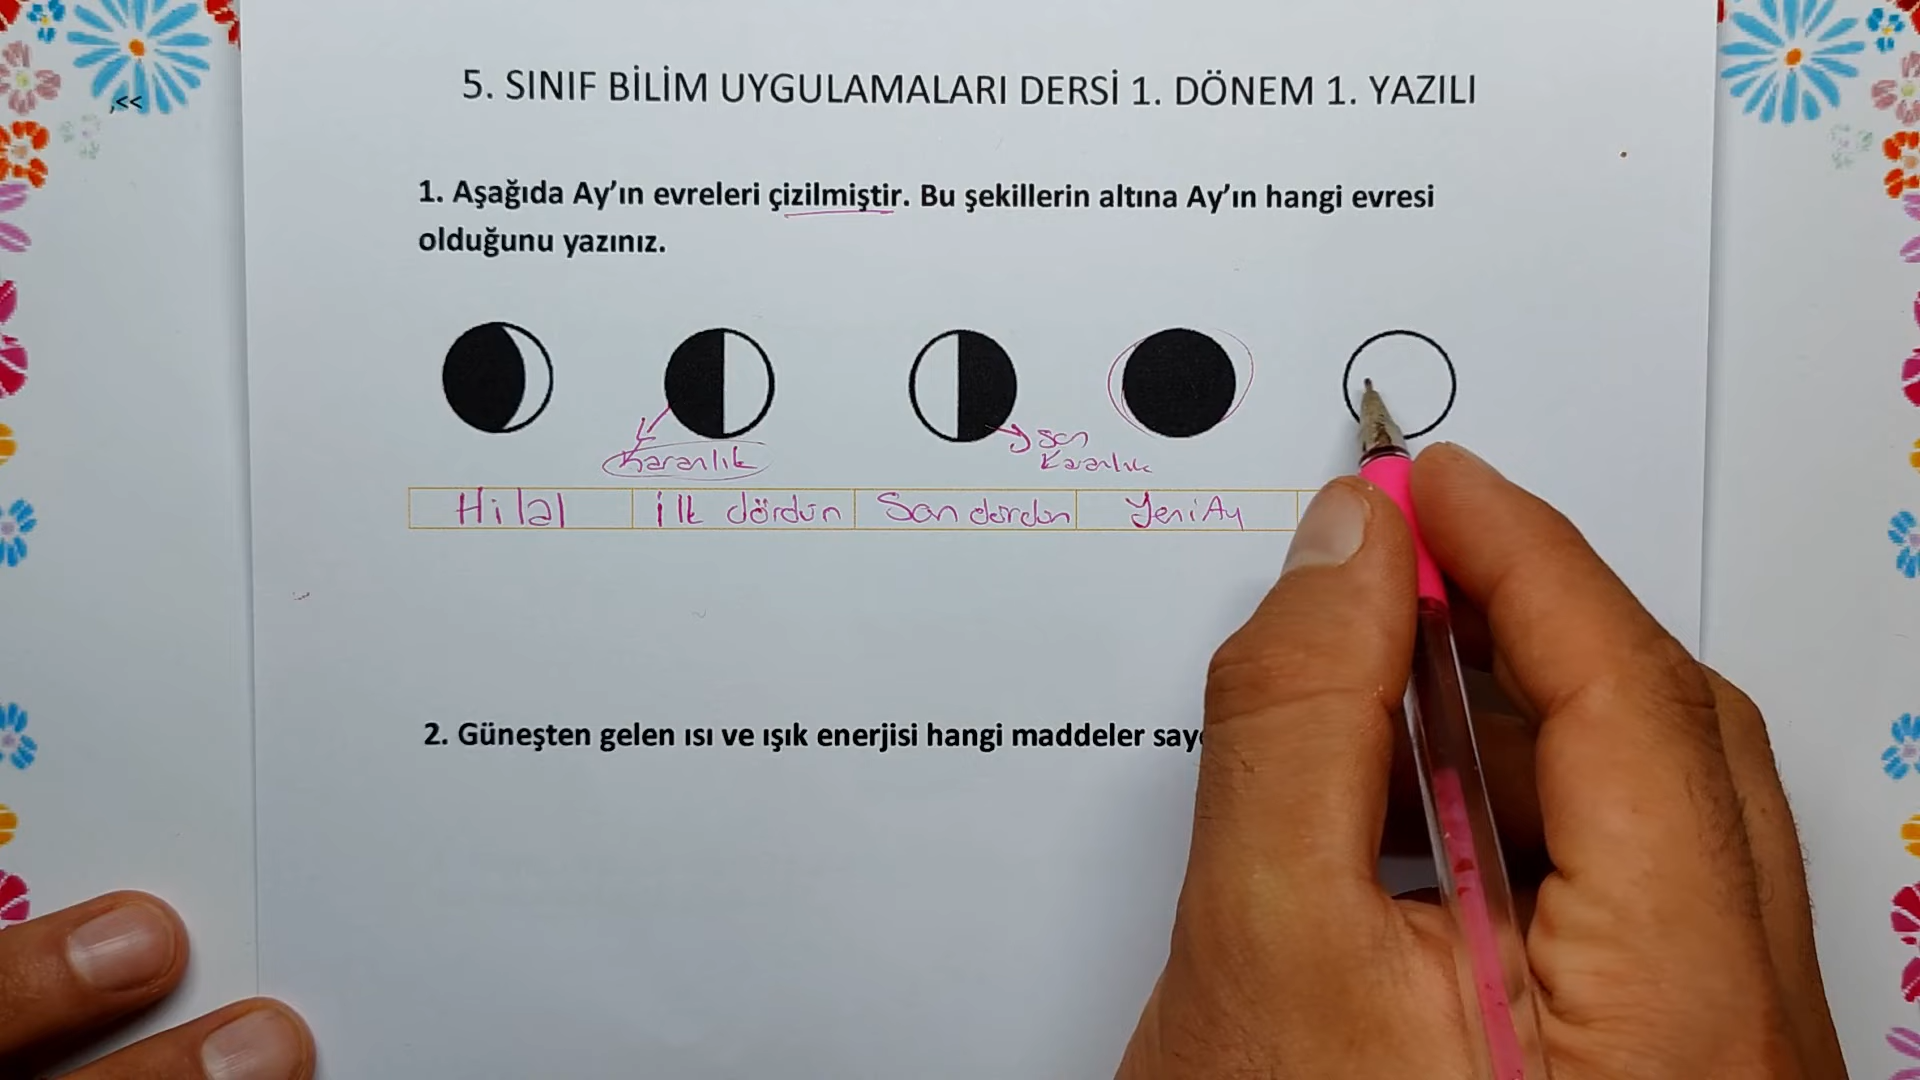 <<
5. SINIF BİLİM UYGULAMALARI DERSİ 1. DÖNEM 1. YAZILI
1. Aşağıda Ay’ın evreleri çizilmiştir. Bu şekillerin altına Ay’ın hangi evresi
olduğunu yazınız.
Karanlık
Son
Karanlık
Hilal
ilk dördün
Son dördün
Yeni Ay
2. Güneşten gelen ısı ve ışık enerjisi hangi maddeler